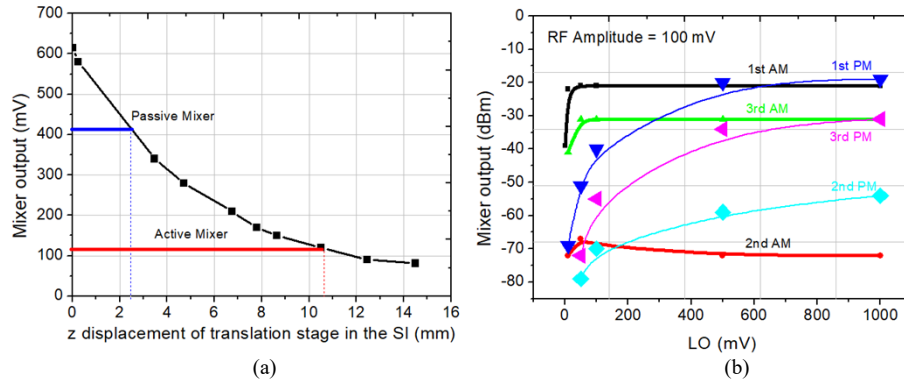 700
600
500
400
300
200
100
0
Mixer output (mV)
Passive Mixer
Active Mixer
0 2 4 6 8 10 12 14 16
z displacement of translation stage in the SI (mm)
(a)
0
-10
-20
-30
-40
-50
-60
-70
-80
Mixer output (dBm)
RF Amplitude = 100 mV
1st AM
1st PM
3rd AM
3rd PM
2nd PM
2nd AM
0 200 400 600 800 1000
LO (mV)
(b)